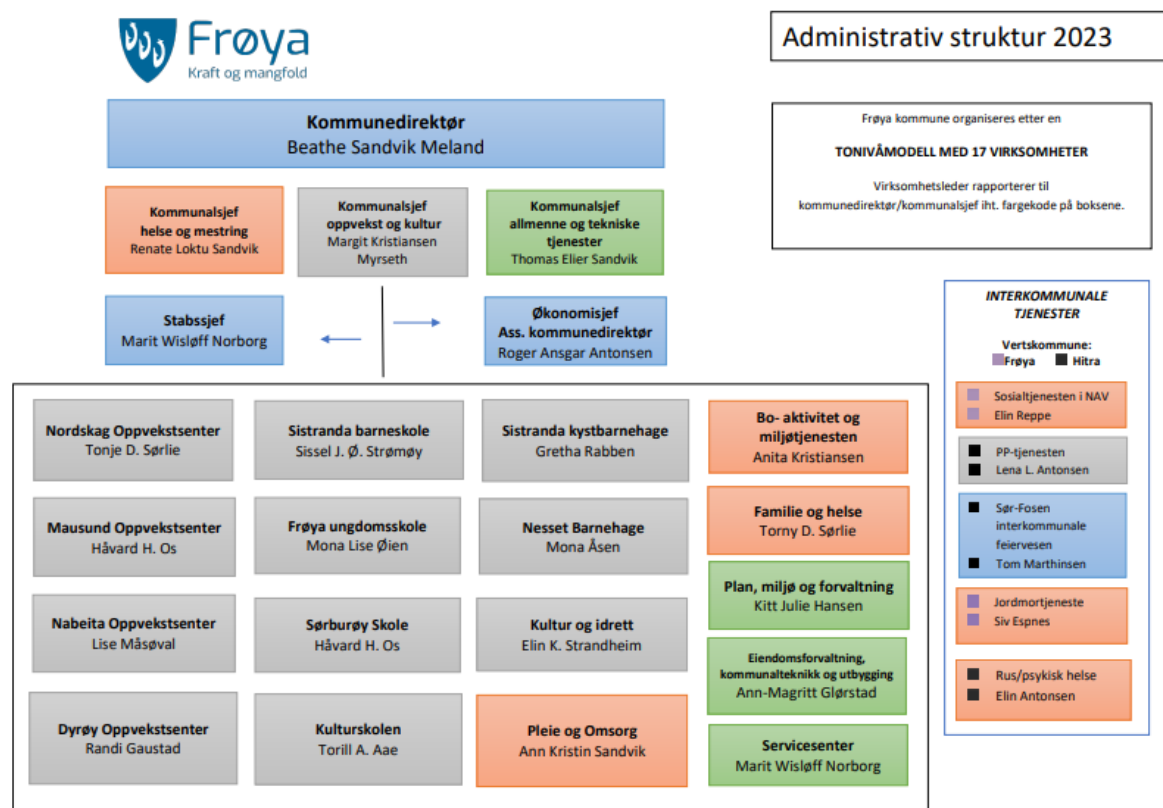 Frøya
Kraft og mangfold
Administrativ struktur 2023
Kommunedirektør
Beathe Sandvik Meland
Frøya kommune organiseres etter en
TONIVÅMODELL MED 17 VIRKSOMHETER
Virksomhetsleder rapporterer til
kommunedirektør/kommunalsjef iht. fargekode på boksene.
Kommunalsjef
helse og mestring
Renate Loktu Sandvik
Kommunalsjef
oppvekst og kultur
Margit Kristiansen
Myrseth
Kommunalsjef
allmenne og tekniske
tjenester
Thomas Elier Sandvik
Stabssjef
Marit Wisløff Norborg
Økonomisjef
Ass. kommunedirektør
Roger Ansgar Antonsen
Nordskag Oppvekstsenter
Tonje D. Sørlie
Sistranda barneskole
Sissel J. Ø. Strømøy
Sistranda kystbarnehage
Gretha Rabben
Bo- aktivitet og
miljøtjenesten
Anita Kristiansen
Mausund Oppvekstsenter
Håvard H. Os
Frøya ungdomsskole
Mona Lise Øien
Nesset Barnehage
Mona Åsen
Familie og helse
Torny D. Sørlie
Plan, miljø og forvaltning
Kitt Julie Hansen
Nabeita Oppvekstsenter
Lise Måsøval
Sørburøy Skole
Håvard H. Os
Kultur og idrett
Elin K. Strandheim
Eiendomsforvaltning,
kommunalteknikk og utbygging
Ann-Magritt Glørstad
Dyrøy Oppvekstsenter
Randi Gaustad
Kulturskolen
Torill A. Aae
Pleie og Omsorg
Ann Kristin Sandvik
Servicesenter
Marit Wisløff Norborg
INTERKOMMUNALE
TJENESTER
Vertskommune:
Frøya Hitra
Sosialtjenesten i NAV
Elin Reppe
PP-tjenesten
Lena L. Antonsen
Sør-Fosen
interkommunale
feiervesen
Tom Marthinsen
Jordmortjeneste
Siv Espnes
Rus/psykisk helse
Elin Antonsen